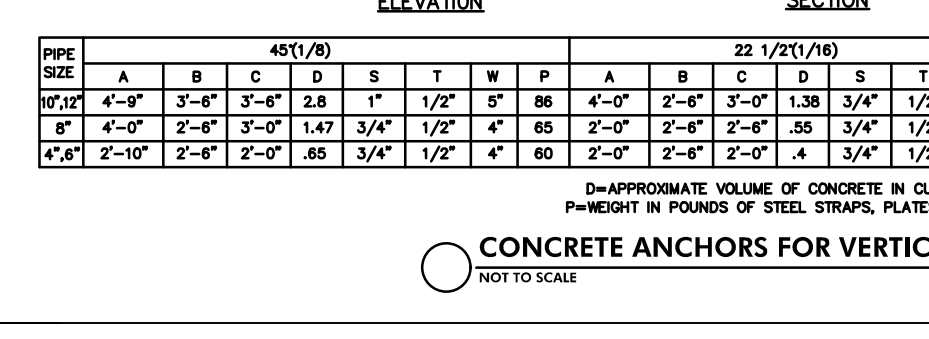 ELEVATION SECTION
PIPE SIZE 45°(1/8) 22 1/2°(1/16)
A B C D S T W P A B C D S T
10",12" 4'-9" 3'-6" 3'-6" 2.8 1" 1/2" 5" 86 4'-0" 2'-6" 3'-0" 1.38 3/4"
8" 4'-0" 2'-6" 3'-0" 1.47 3/4" 1/2" 4" 65 2'-0" 2'-6" 2'-6" .55 3/4"
4",6" 2'-10" 2'-6" 2'-0" .65 3/4" 1/2" 4" 60 2'-0" 2'-6" 2'-0" .4 3/4"
D=APPROXIMATE VOLUME OF CONCRETE IN CU
P=WEIGHT IN POUNDS OF STEEL STRAPS, PLATE
CONCRETE ANCHORS FOR VERTIC
NOT TO SCALE